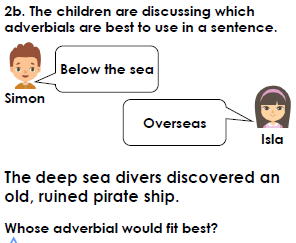 2b. The children are discussing which
adverbials are best to use in a sentence.
Below the sea
Simon
Overseas
Isla
The deep sea divers discovered an
old, ruined pirate ship.
Whose adverbial would fit best?